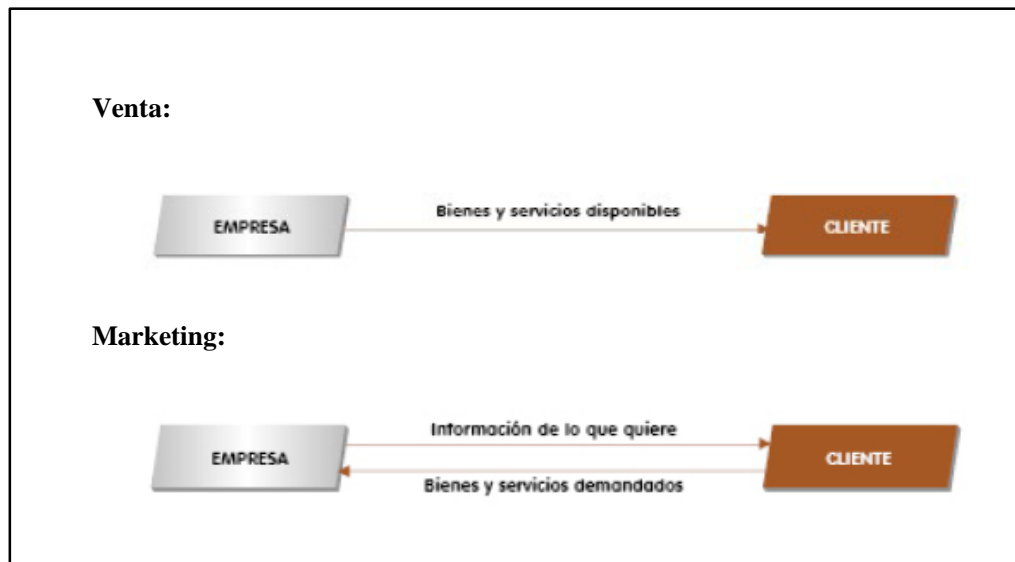 Venta:
EMPRESA
Bienes y servicios disponibles
CLIENTE
Marketing:
EMPRESA
Información de lo que quiere
Bienes y servicios demandados
CLIENTE